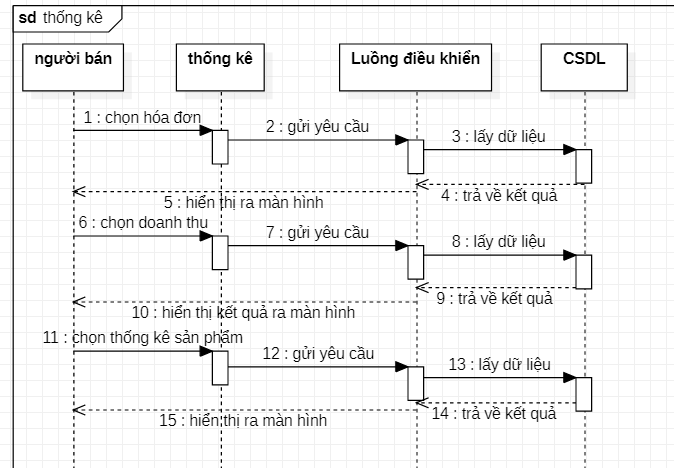 sd thống kê
người bán
thống kê
Luồng điều khiển
CSDL
1 : chọn hóa đơn
2 : gửi yêu cầu
3 : lấy dữ liệu
4 : trả về kết quả
5 : hiển thị ra màn hình
6 : chọn doanh thu
7 : gửi yêu cầu
8 : lấy dữ liệu
9 : trả về kết quả
10 : hiển thị kết quả ra màn hình
11 : chọn thống kê sản phẩm
12 : gửi yêu cầu
13 : lấy dữ liệu
14 : trả về kết quả
15 : hiển thị ra màn hình